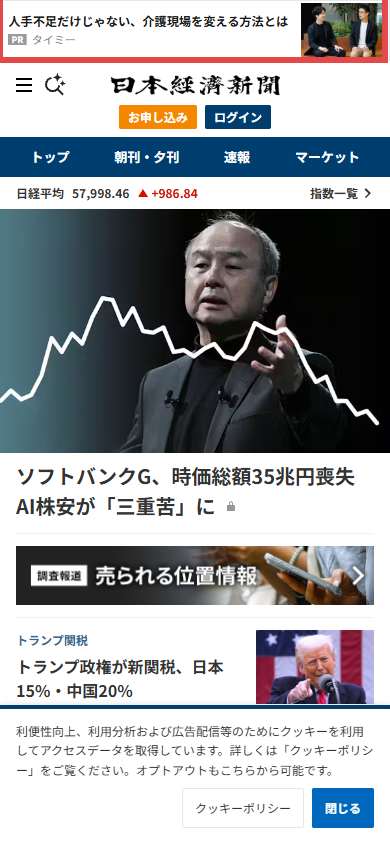 人手不足だけじゃない、介護現場を変える方法とは
PR タイミー
日本経済新聞
お申し込み ログイン
トップ 朝刊・夕刊 速報 マーケット
日経平均 57,998.46 ▲ +986.84 指数一覧
ソフトバンクG、時価総額35兆円喪失
AI株安が「三重苦」に
調査報道 売られる位置情報
トランプ関税
トランプ政権が新関税、日本
15%・中国20%
利便性向上、利用分析および広告配信等のためにクッキーを利用
してアクセスデータを取得しています。詳しくは「クッキーポリシ
ー」をご覧ください。オプトアウトもこちらから可能です。
クッキーポリシー 閉じる